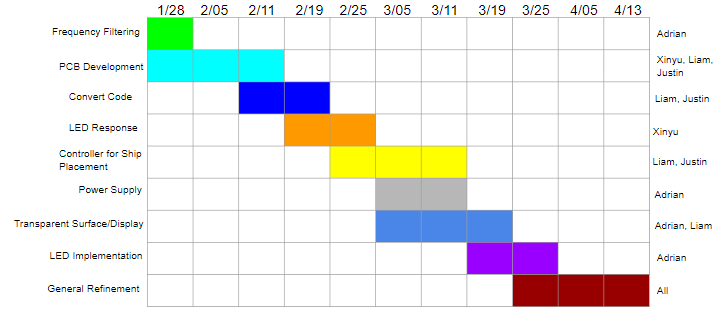 1/28 2/05 2/11 2/19 2/25 3/05 3/11 3/19 3/25 4/05 4/13
Frequency Filtering Adrian
PCB Development Xinyu, Liam,
Justin
Convert Code Liam, Justin
LED Response Xinyu
Controller for Ship
Placement Liam, Justin
Power Supply Adrian
Transparent Surface/Display Adrian, Liam
LED Implementation Adrian
General Refinement All